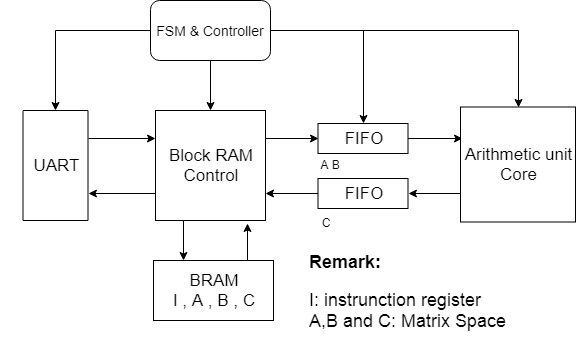 FSM & Controller
UART
Block RAM
Control
FIFO
A B
FIFO
C
Arithmetic unit
Core
BRAM
I , A , B , C
Remark:
I: instrunction register
A,B and C: Matrix Space